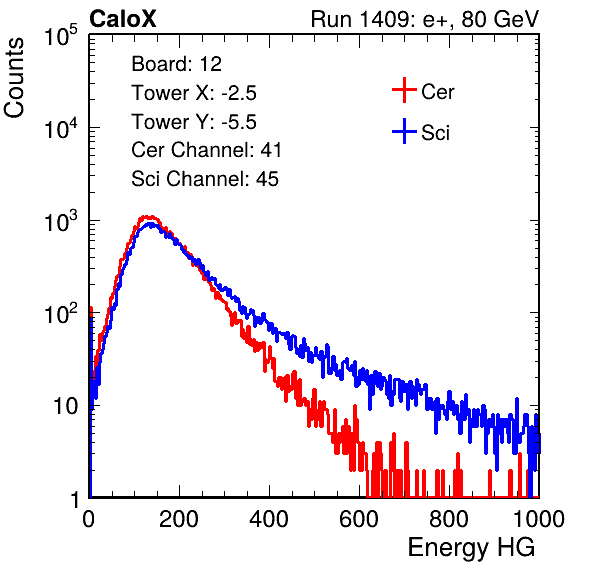 CaloX Run 1409: e+, 80 GeV
Counts
10^5
10^4
10^3
10^2
10
1
Board: 12
Tower X: -2.5
Tower Y: -5.5
Cer Channel: 41
Sci Channel: 45
Cer
Sci
0 200 400 600 800 1000
Energy HG